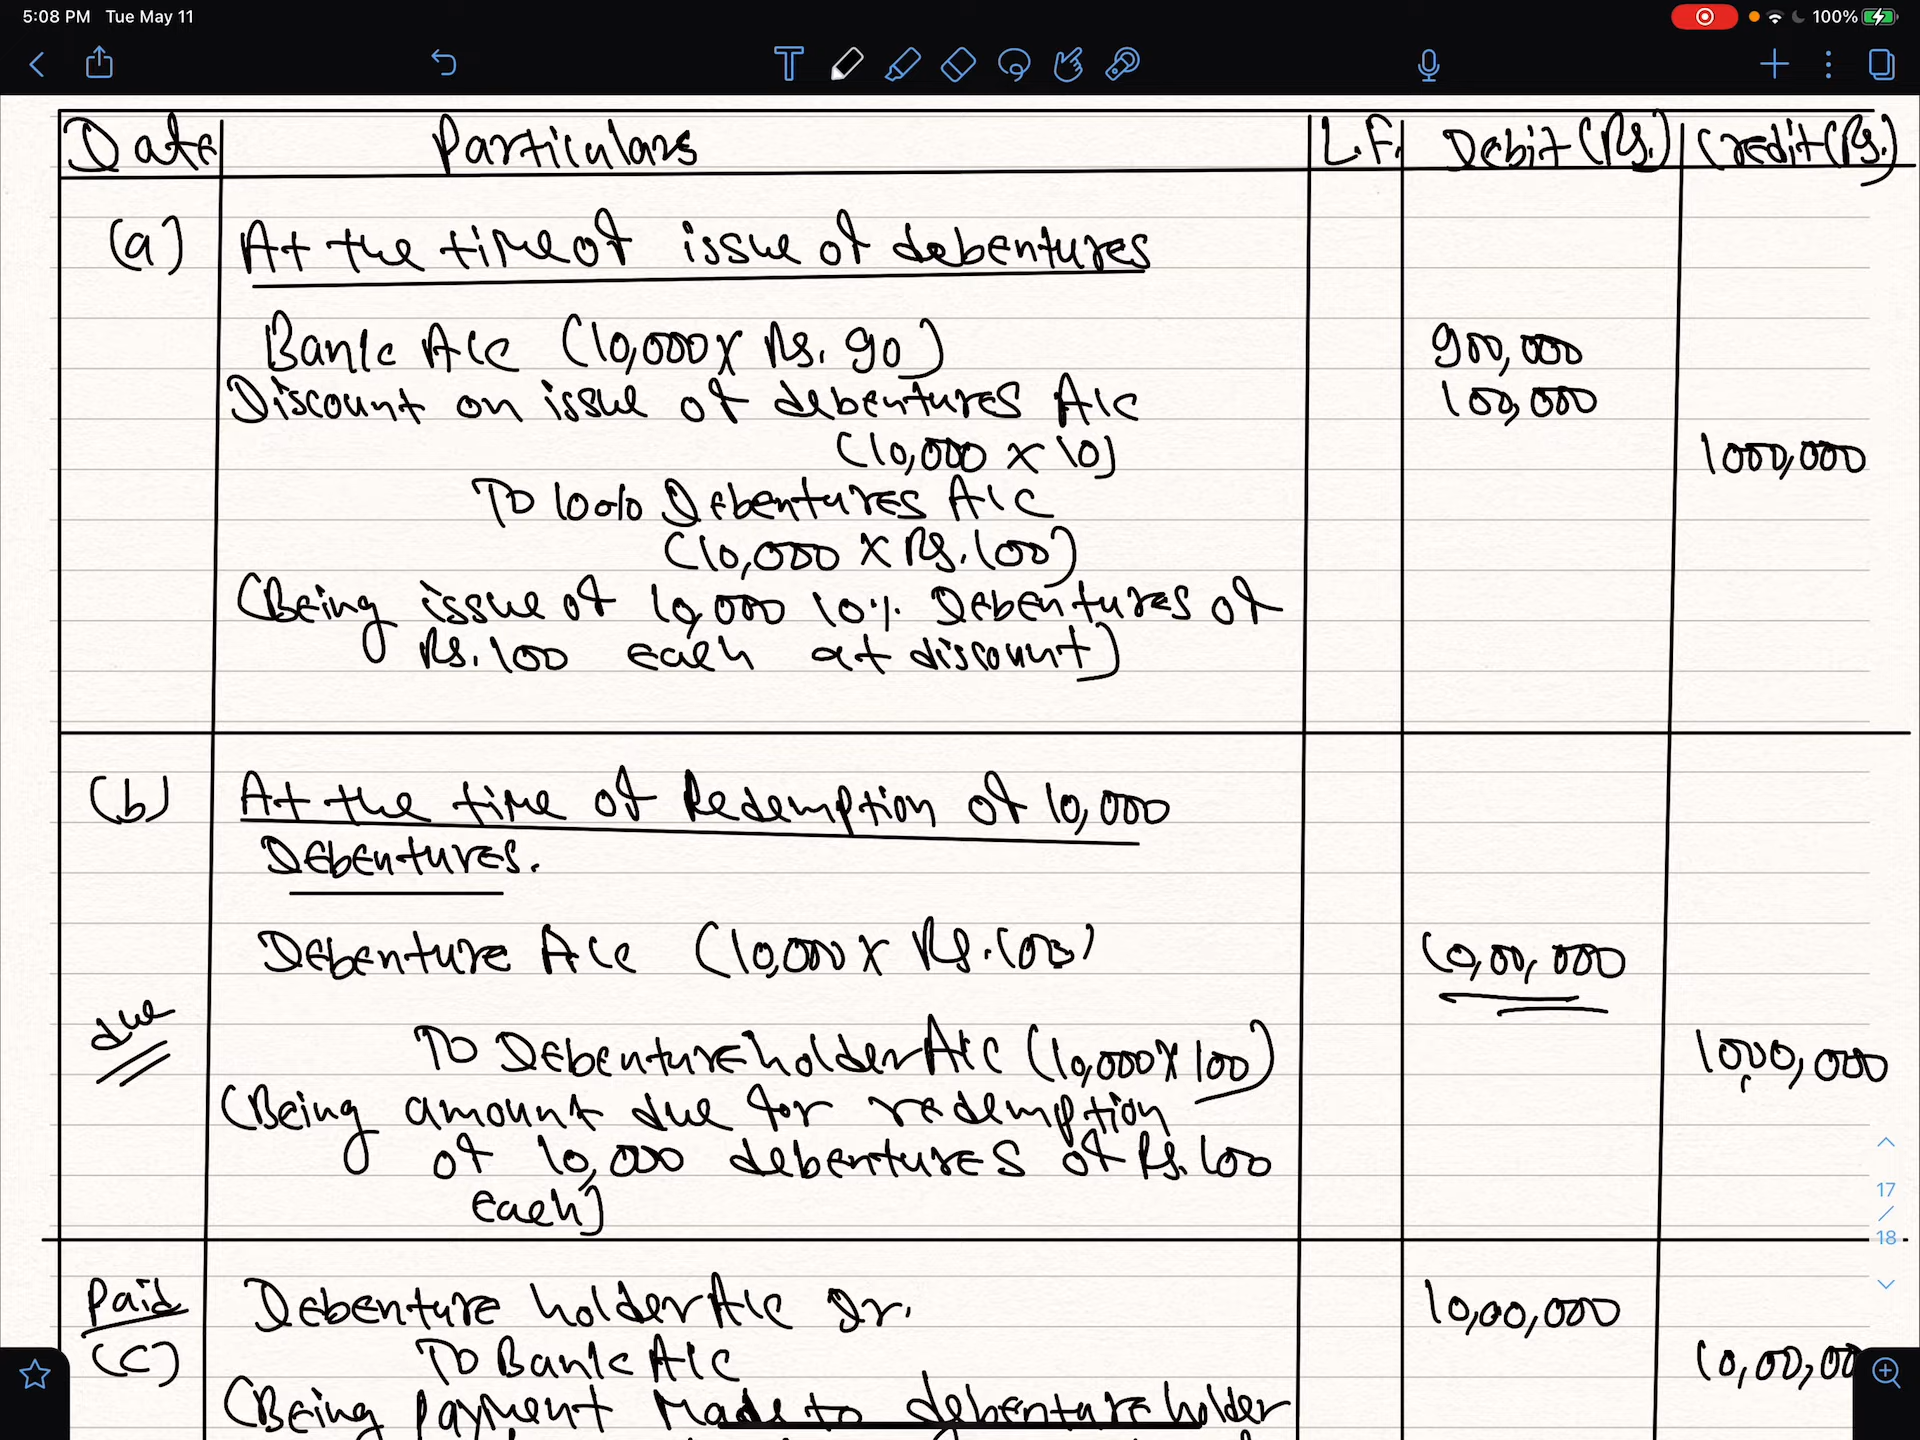 5:08 PM Tue May 11
100%
Date Particulars L.F. Debit (Rs.) Credit (Rs.)
(a) At the time of issue of debentures
Bank A/c (10,000 x Rs. 90) 900,000
Discount on issue of debentures A/c 100,000
(10,000 x 10) 1000,000
To 10% Debentures A/C
(10,000 x Rs. 100)
(Being issue of 10,000 10% Debentures of
Rs. 100 each at discount)
(b) At the time of Redemption of 10,000
Debentures.
Debenture A/c (10,000 x Rs. 100) 10,00,000
due
To Debentureholder A/c (10,000 x 100) 1000,000
(Being amount due for redemption
of 10,000 debentures of Rs. 100
each)
17
/
18
Paid Debenture holder A/c Dr. 10,00,000
(c) To Bank A/c
(Being payment made to debentureholder